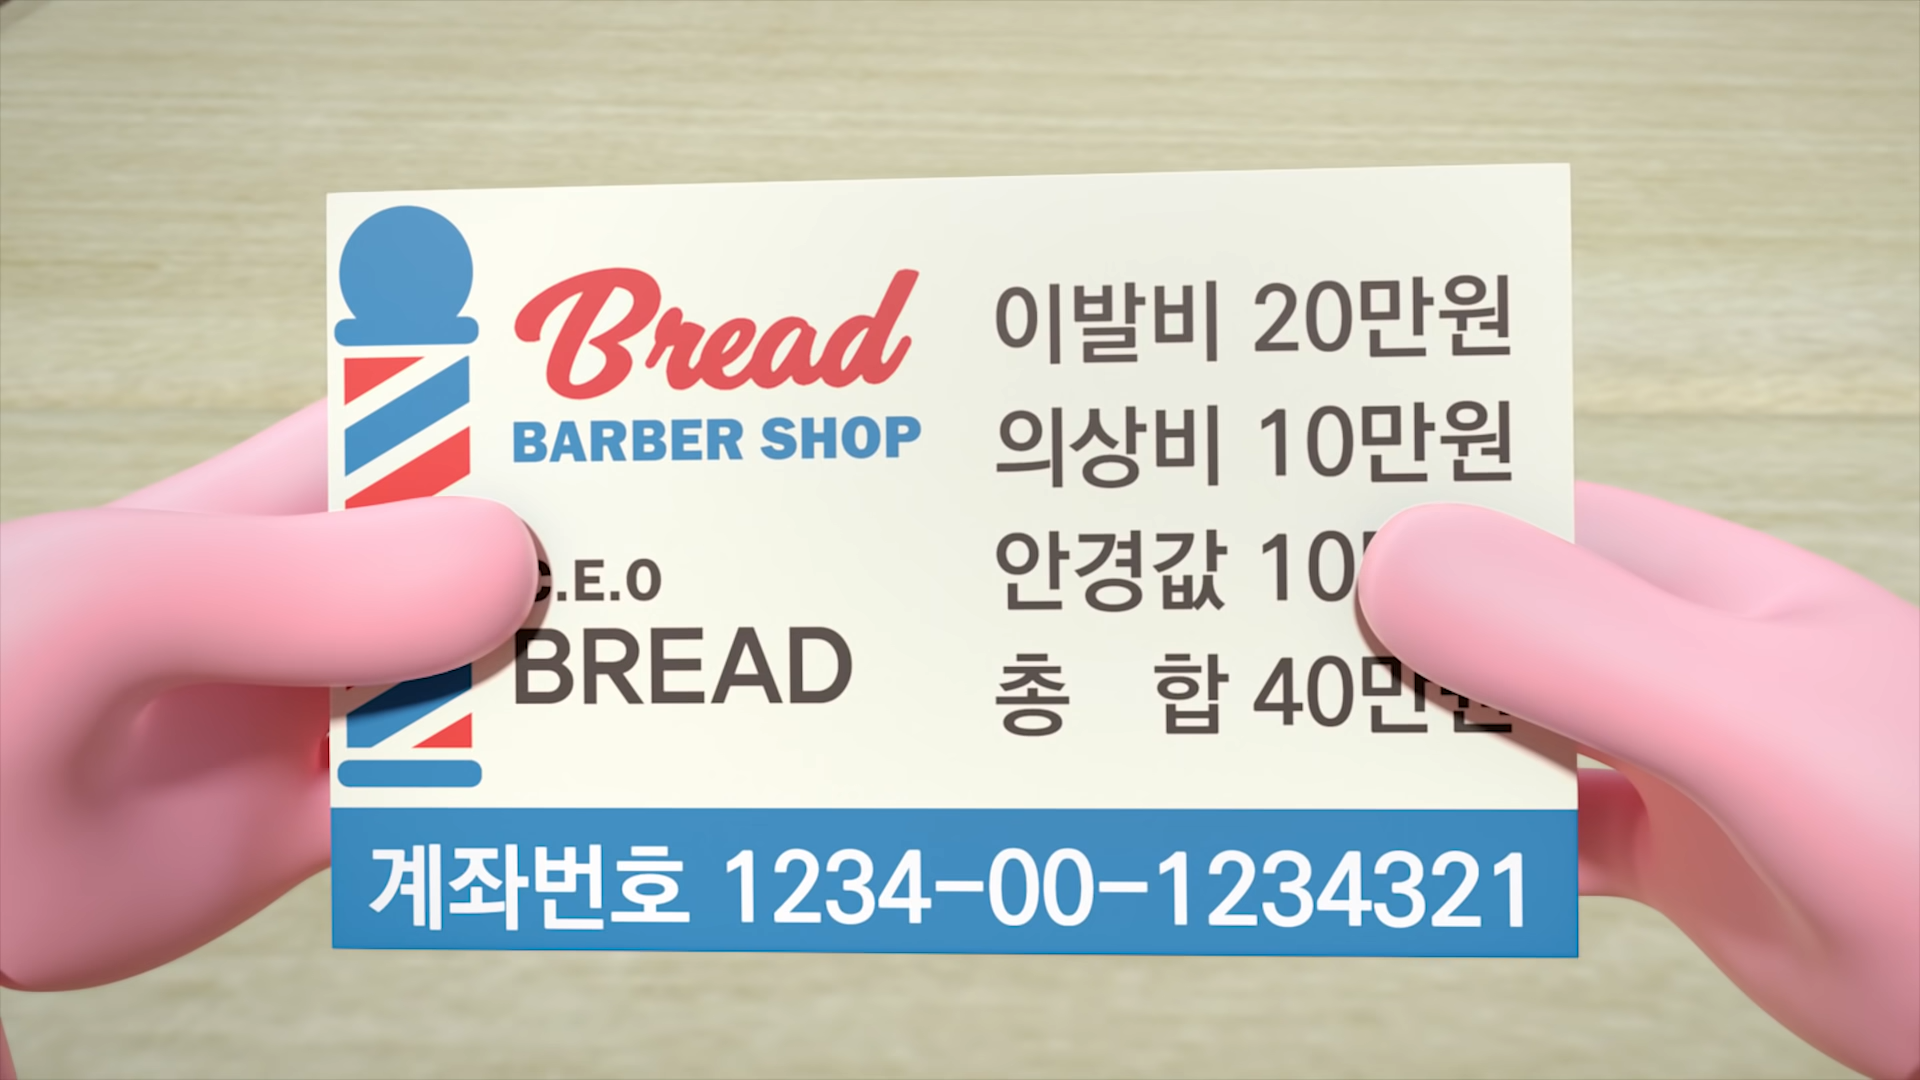 Bread
BARBER SHOP
C.E.O
BREAD
이발비 20만원
의상비 10만원
안경값 10
총 합 40만원
계좌번호 1234-00-1234321